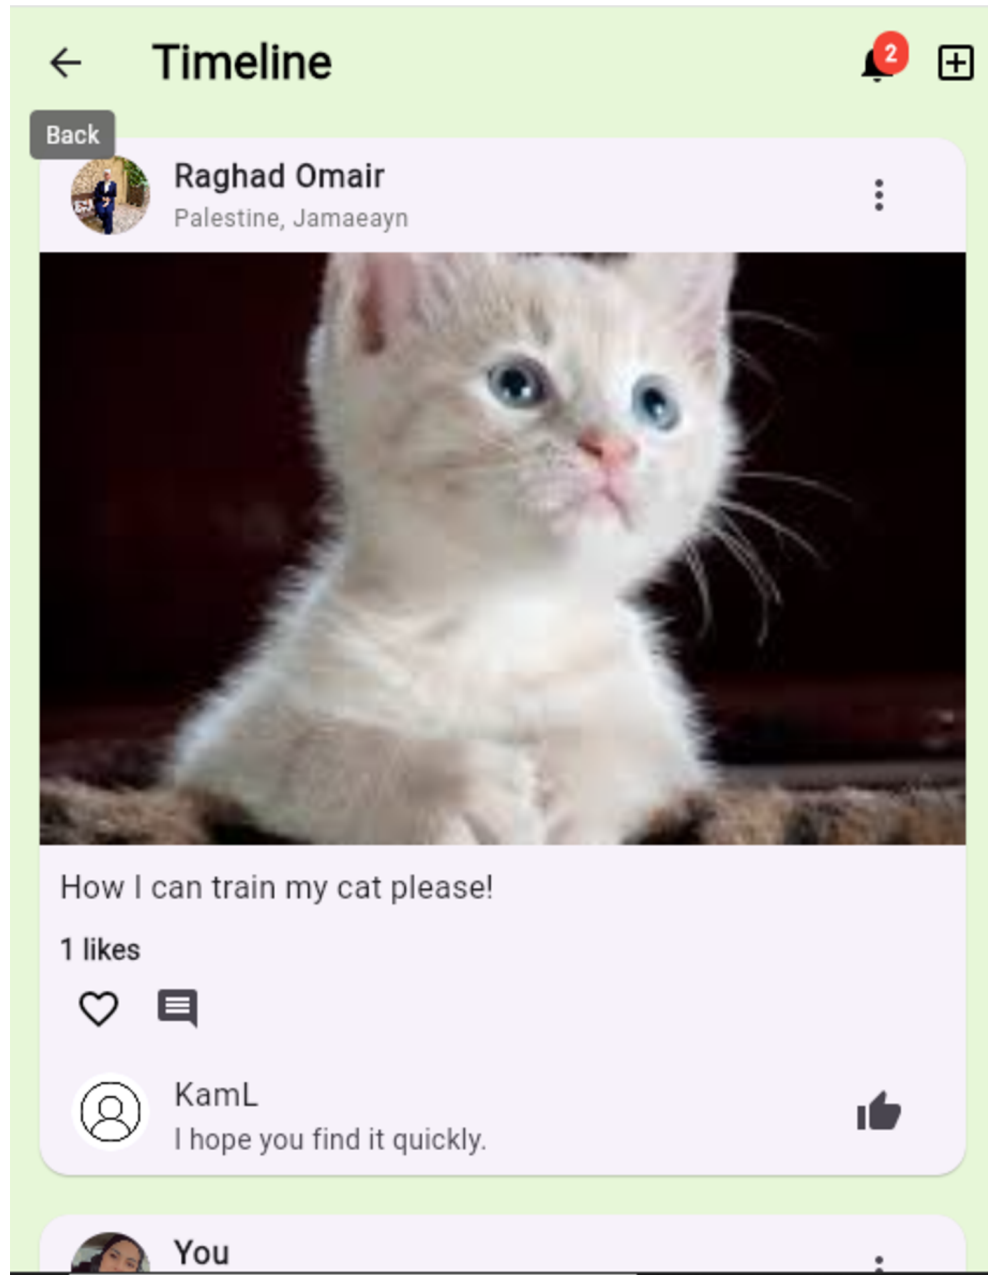 Timeline
2
Back
Raghad Omair
Palestine, Jamaeayn
How I can train my cat please!
1 likes
KamL
I hope you find it quickly.
You